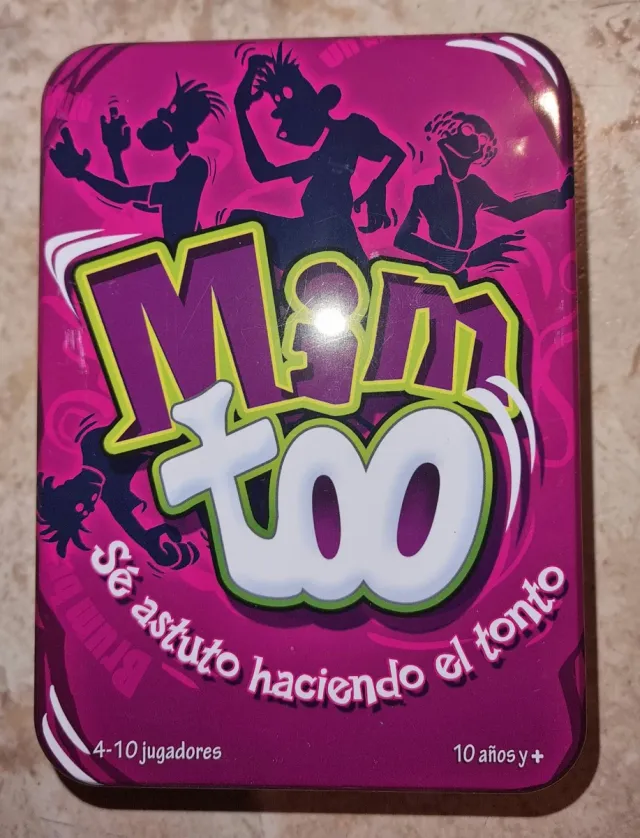 Mim
too
Sé astuto haciendo el tonto
4-10 jugadores
10 años y +